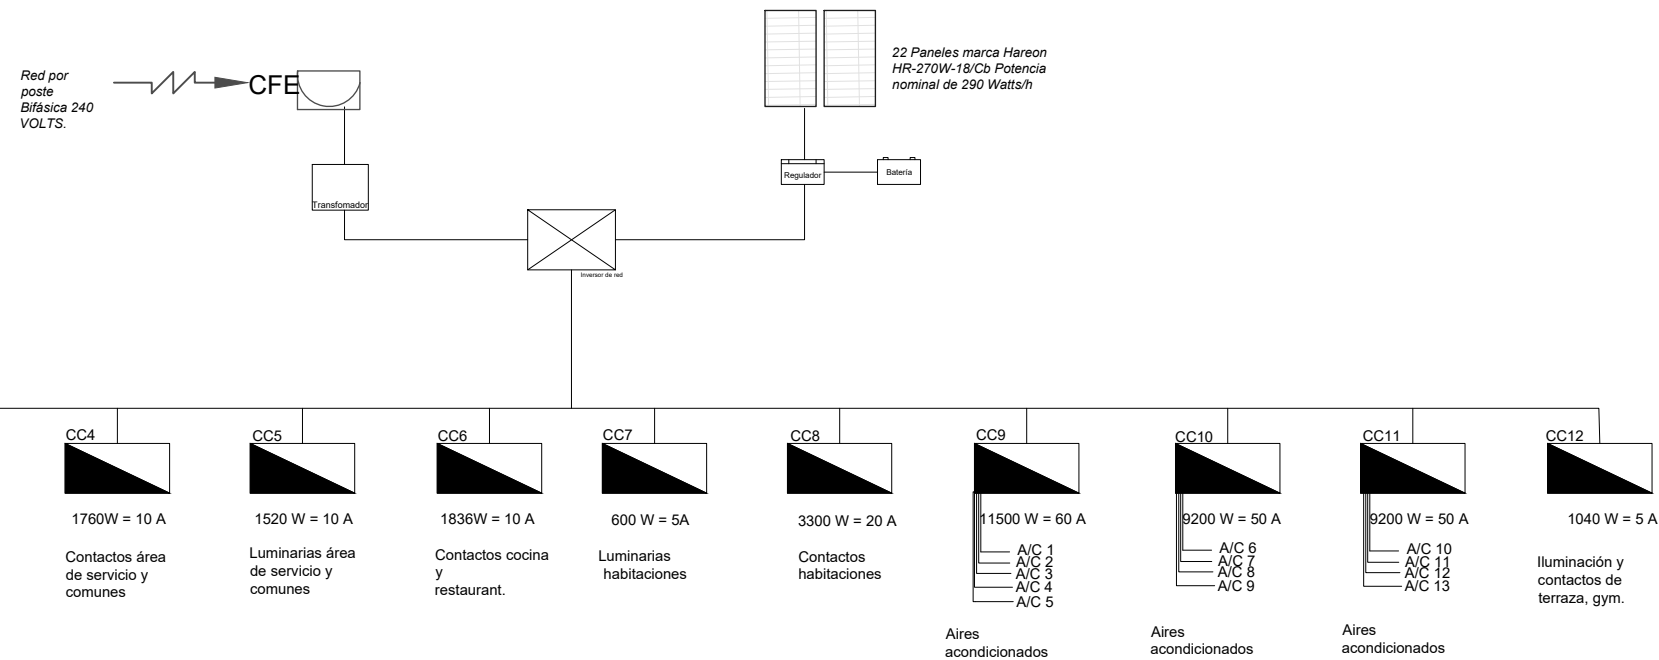 Red por
poste
Bifásica 240
VOLTS.
CFE
22 Paneles marca Hareon
HR-270W-18/Cb Potencia
nominal de 290 Watts/h
Transfomador
Regulador
Batería
Inversor de red
CC4
1760W = 10 A
Contactos área
de servicio y
comunes
CC5
1520 W = 10 A
Luminarias área
de servicio y
comunes
CC6
1836W = 10 A
Contactos cocina
y
restaurant.
CC7
600 W = 5A
Luminarias
habitaciones
CC8
3300 W = 20 A
Contactos
habitaciones
CC9
11500 W = 60 A
A/C 1
A/C 2
A/C 3
A/C 4
A/C 5
Aires
acondicionados
CC10
9200 W = 50 A
A/C 6
A/C 7
A/C 8
A/C 9
Aires
acondicionados
CC11
9200 W = 50 A
A/C 10
A/C 11
A/C 12
A/C 13
Aires
acondicionados
CC12
1040 W = 5 A
Iluminación y
contactos de
terraza, gym.